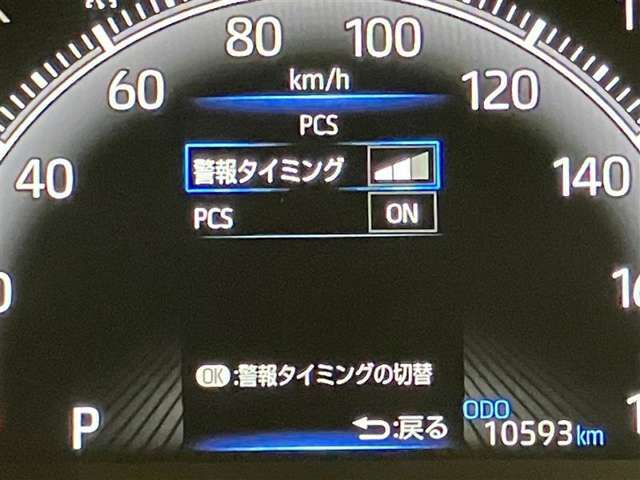 80 100
km/h
60 120
PCS
警報タイミング
40 140
PCS ON
OK:警報タイミングの切替
P :戻る ODO
10593km